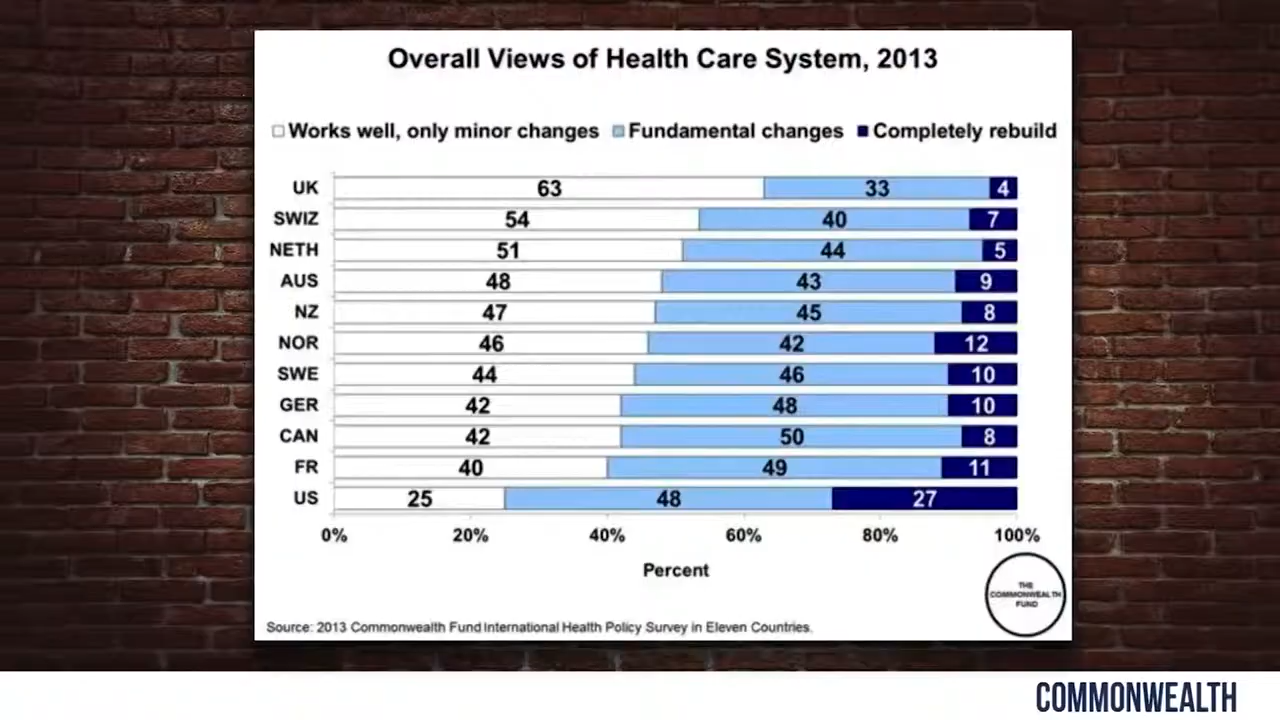 Overall Views of Health Care System, 2013
Works well, only minor changes Fundamental changes Completely rebuild
UK 63 33 4
SWIZ 54 40 7
NETH 51 44 5
AUS 48 43 9
NZ 47 45 8
NOR 46 42 12
SWE 44 46 10
GER 42 48 10
CAN 42 50 8
FR 40 49 11
US 25 48 27
0% 20% 40% 60% 80% 100%
Percent
THE
COMMONWEALTH
FUND
Source: 2013 Commonwealth Fund International Health Policy Survey in Eleven Countries.
COMMONWEALTH